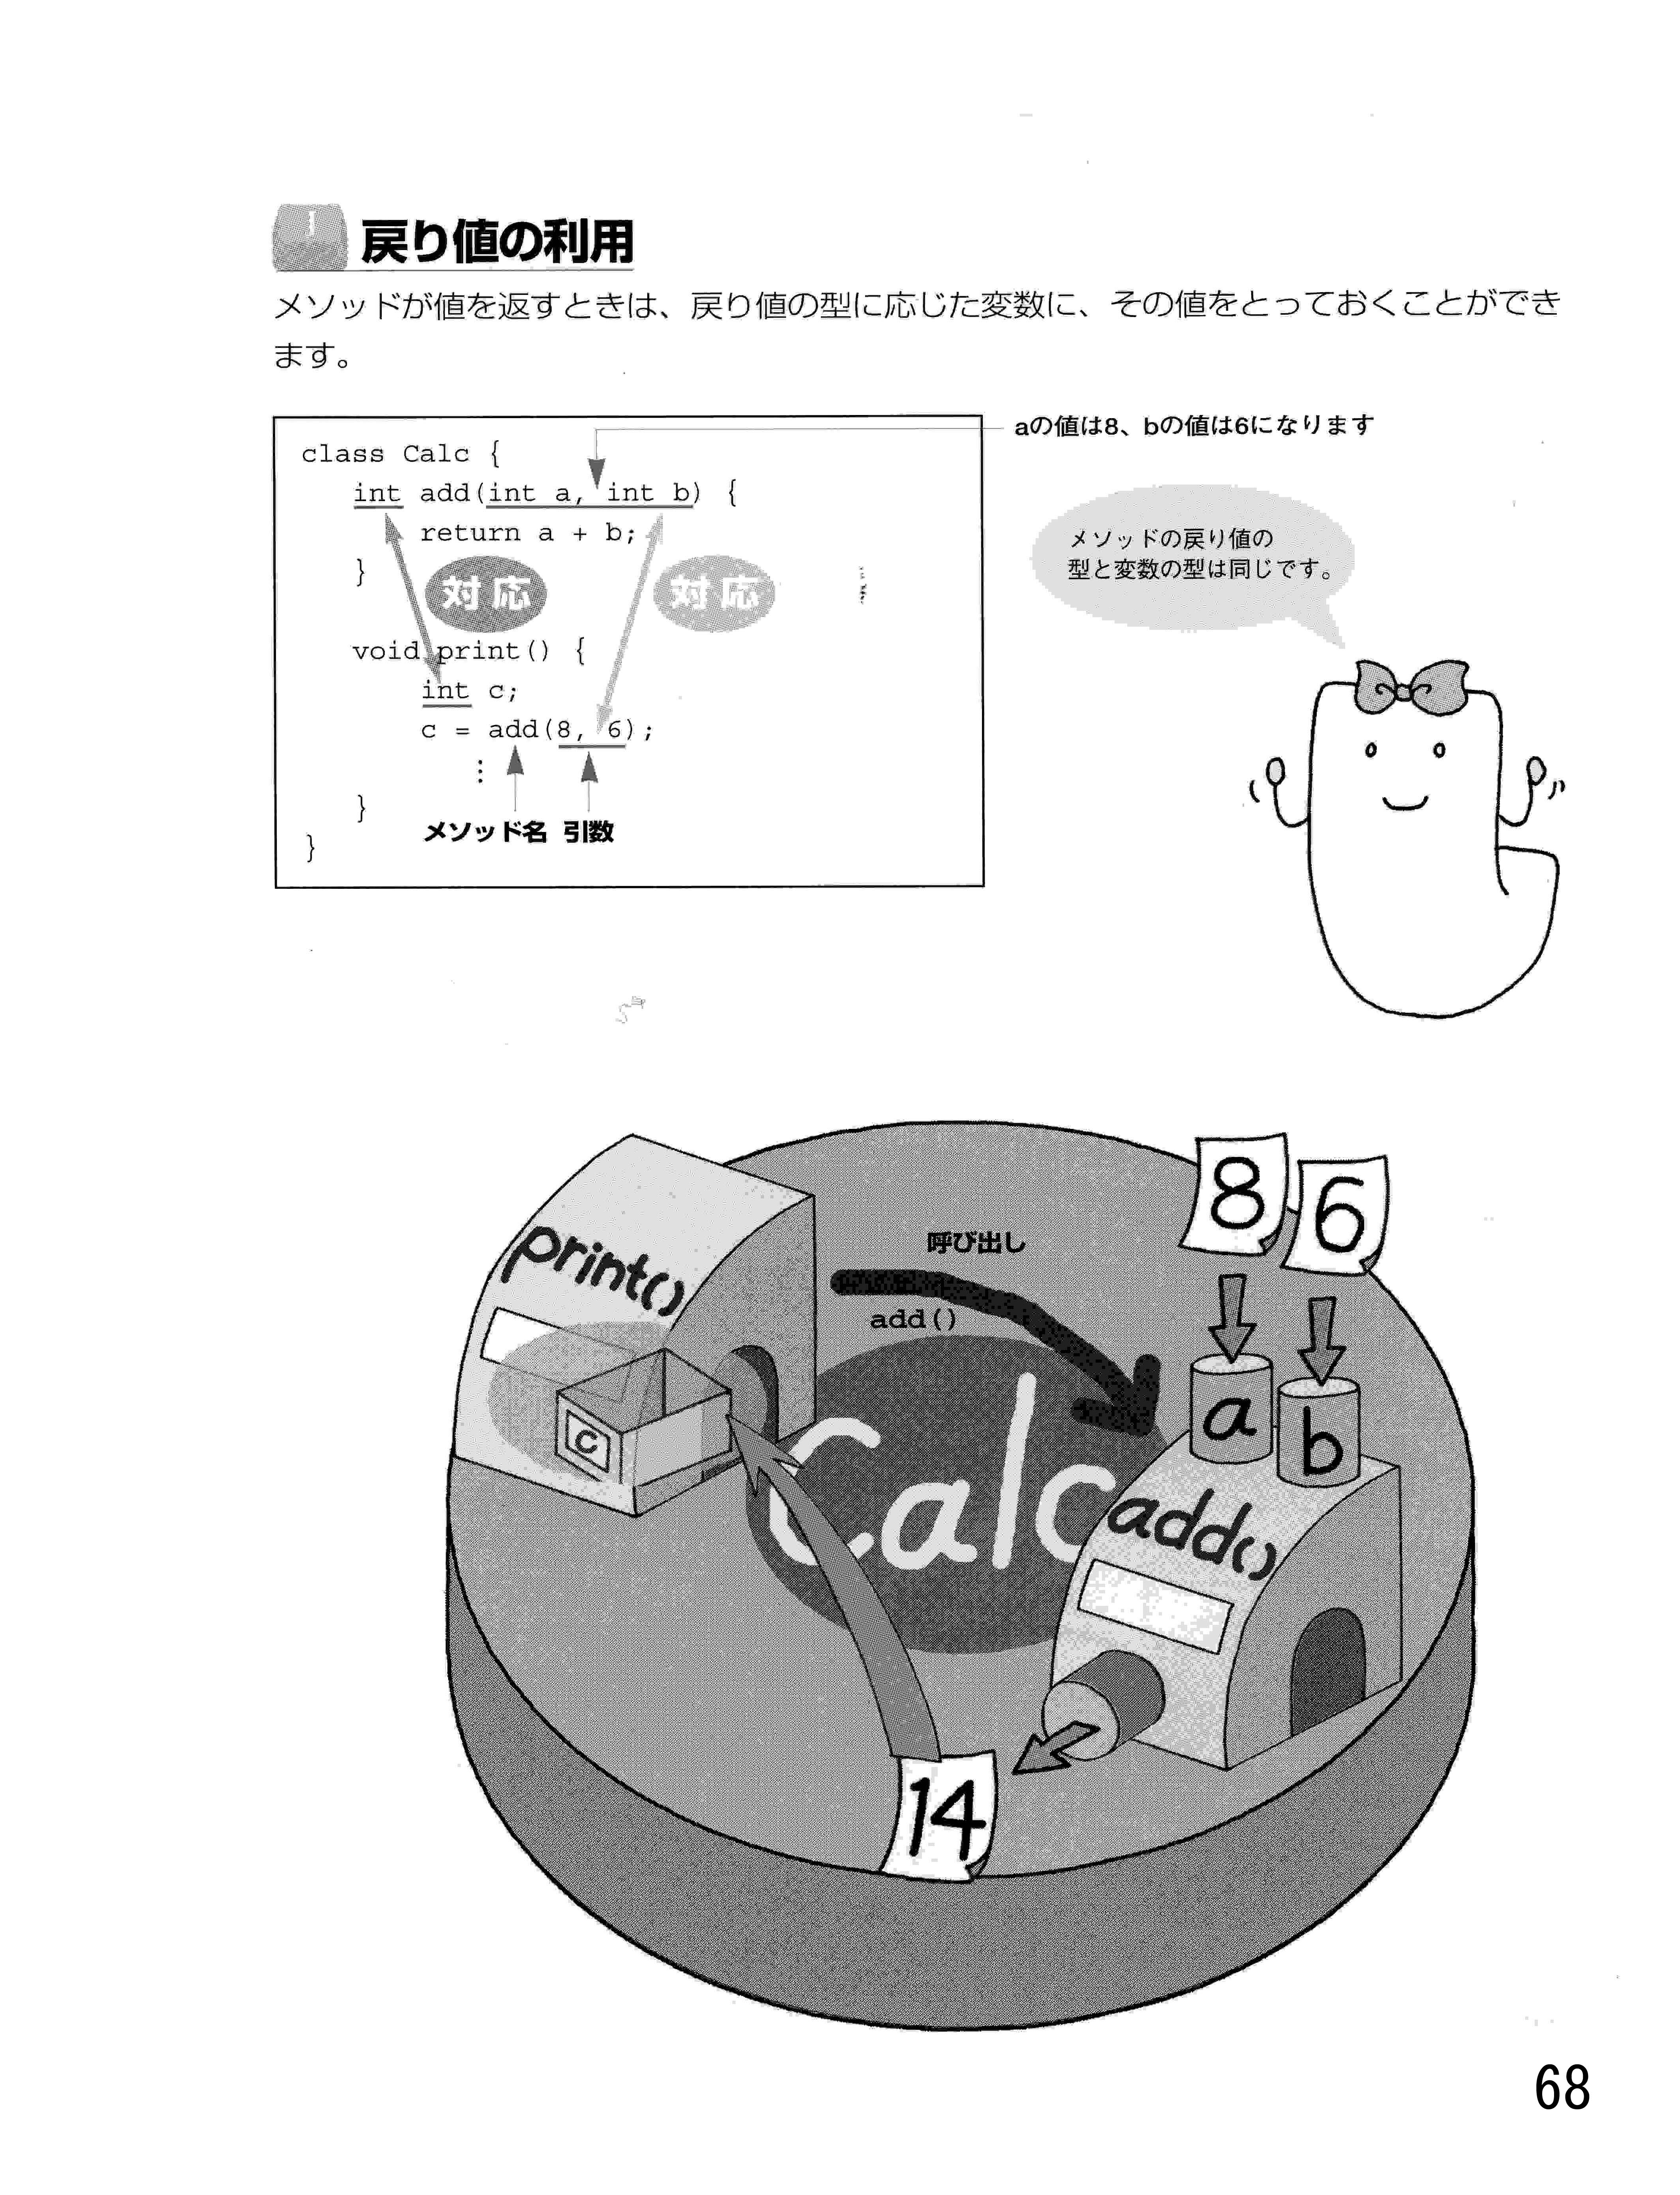 戻り値の利用
メソッドが値を返すときは、戻り値の型に応じた変数に、その値をとっておくことができ
ます。
aの値は8、bの値は6になります
class Calc {
int add(int a, int b) {
return a + b;
}
対応
対応
void print() {
int c;
c = add(8, 6);
⋮
}
メソッド名 引数
}
メソッドの戻り値の
型と変数の型は同じです。
8
6
print()
呼び出し
add()
a
b
c
Calc
add()
14
68